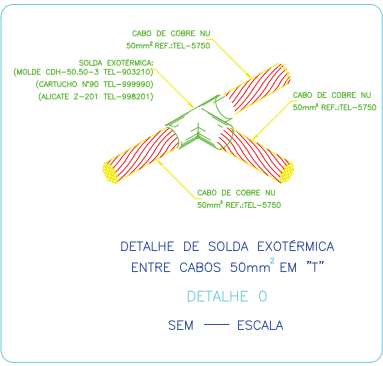 CABO DE COBRE NU
50mm² REF.:TEL-5750
SOLDA EXOTÉRMICA:
(MOLDE CDH-50.50-3 TEL-903210)
(CARTUCHO Nº90 TEL-999990)
(ALICATE Z-201 TEL-998201)
CABO DE COBRE NU
50mm² REF.:TEL-5750
CABO DE COBRE NU
50mm² REF.:TEL-5750
DETALHE DE SOLDA EXOTÉRMICA
ENTRE CABOS 50mm² EM "T"
DETALHE O
SEM — ESCALA